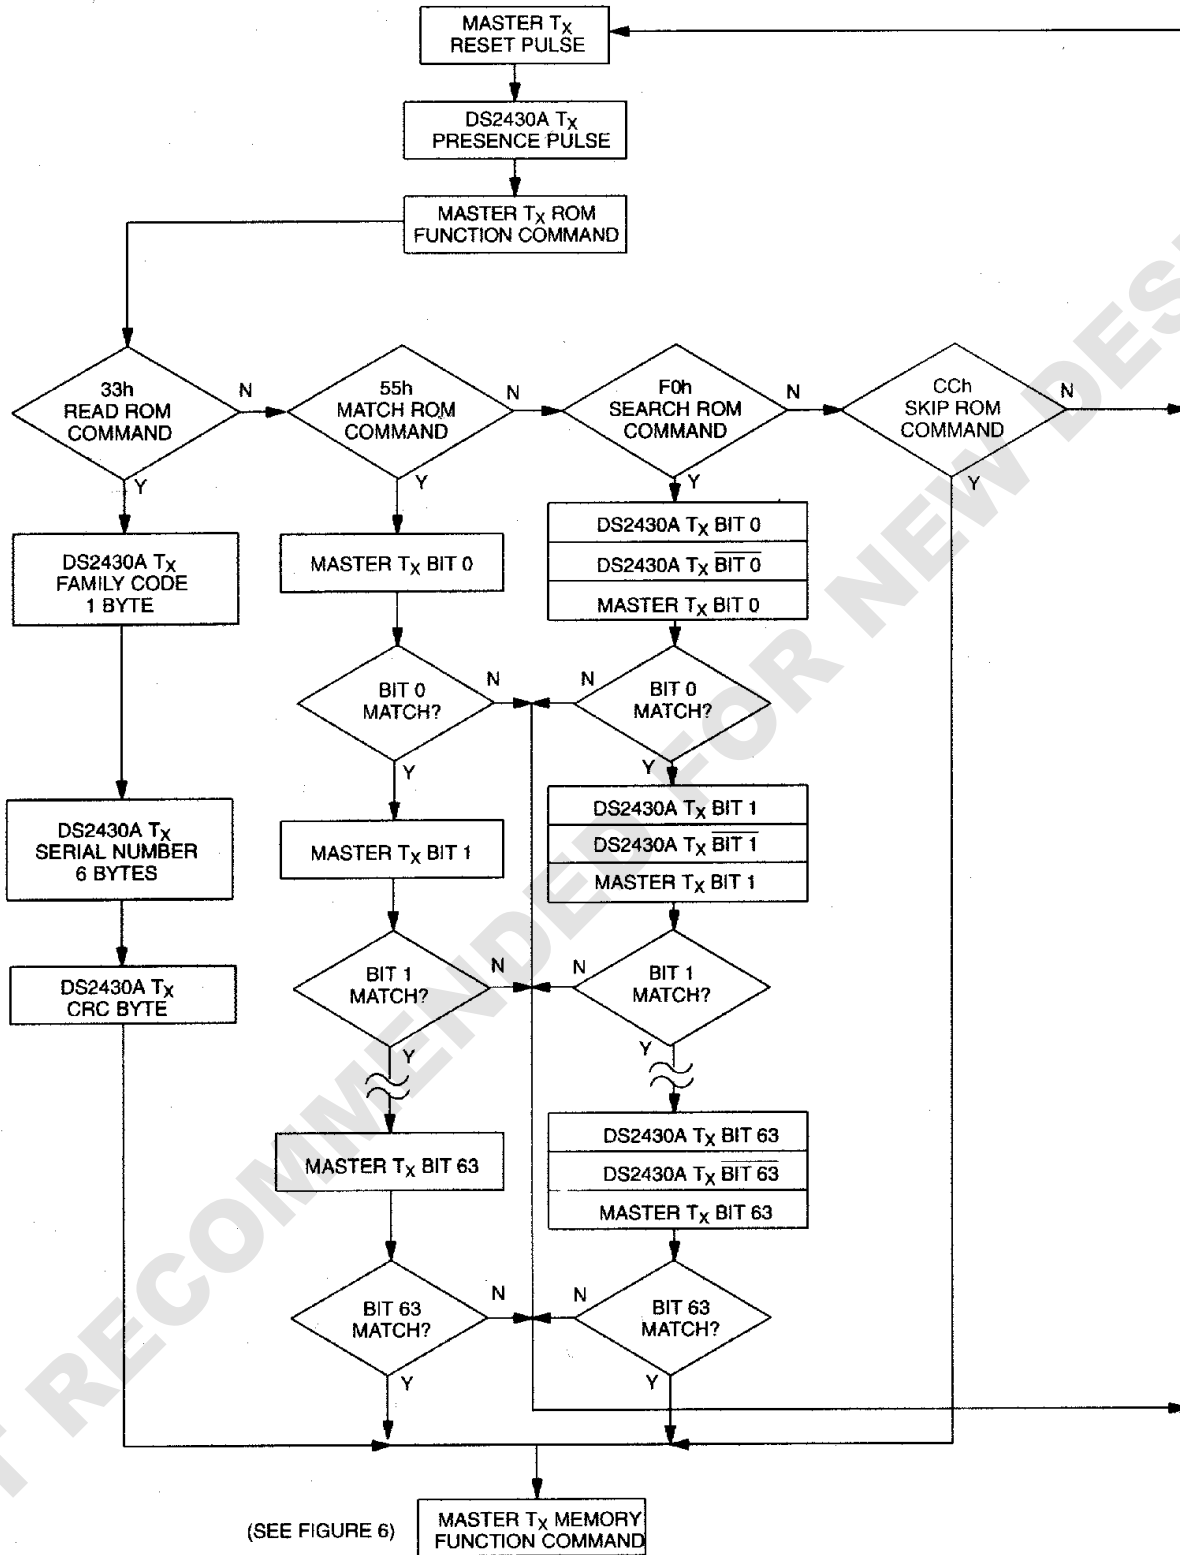 MASTER TX
RESET PULSE
DS2430A TX
PRESENCE PULSE
MASTER TX ROM
FUNCTION COMMAND
33h
READ ROM
COMMAND
N
Y
55h
MATCH ROM
COMMAND
N
Y
F0h
SEARCH ROM
COMMAND
N
Y
CCh
SKIP ROM
COMMAND
N
Y
DS2430A TX
FAMILY CODE
1 BYTE
DS2430A TX
SERIAL NUMBER
6 BYTES
DS2430A TX
CRC BYTE
MASTER TX BIT 0
BIT 0
MATCH?
N
Y
MASTER TX BIT 1
BIT 1
MATCH?
N
Y
MASTER TX BIT 63
BIT 63
MATCH?
N
Y
DS2430A TX BIT 0
DS2430A TX B̅I̅T̅ ̅0̅
MASTER TX BIT 0
BIT 0
MATCH?
N
Y
DS2430A TX BIT 1
DS2430A TX B̅I̅T̅ ̅1̅
MASTER TX BIT 1
BIT 1
MATCH?
N
Y
DS2430A TX BIT 63
DS2430A TX B̅I̅T̅ ̅6̅3̅
MASTER TX BIT 63
BIT 63
MATCH?
N
Y
(SEE FIGURE 6)
MASTER TX MEMORY
FUNCTION COMMAND
RECOMMENDED FOR NEW